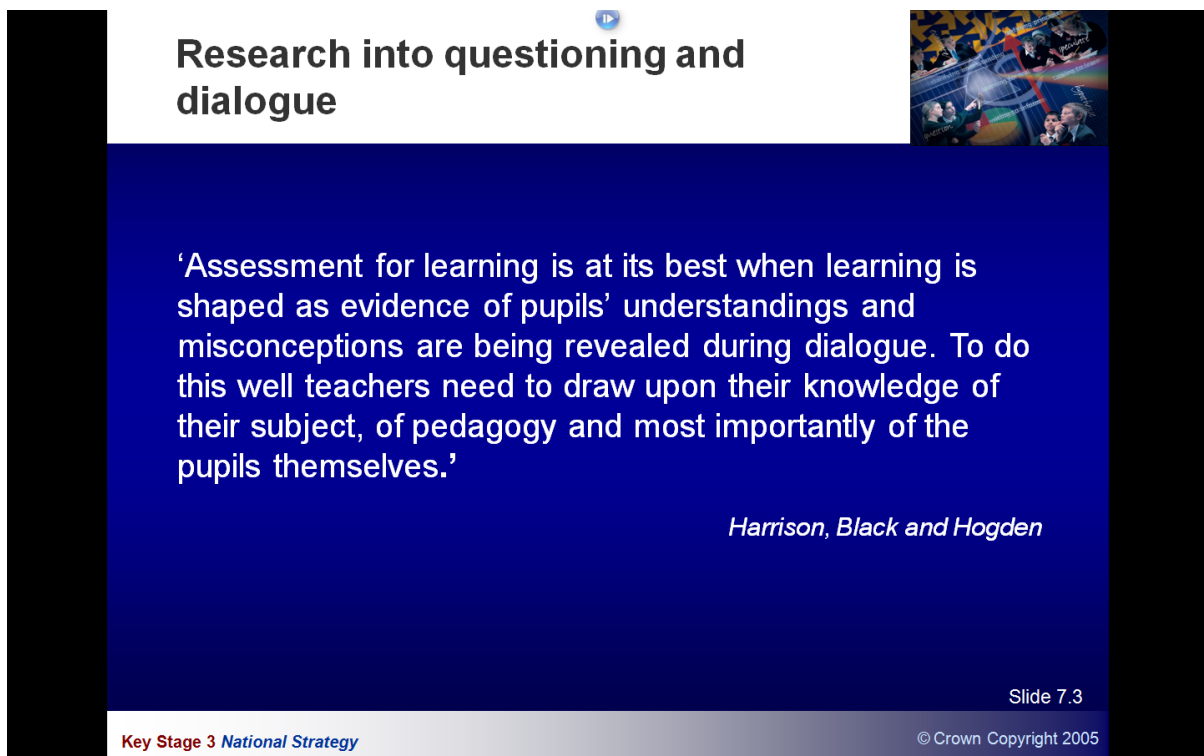 Research into questioning and
dialogue
speculate
hypothesise
question
‘Assessment for learning is at its best when learning is
shaped as evidence of pupils’ understandings and
misconceptions are being revealed during dialogue. To do
this well teachers need to draw upon their knowledge of
their subject, of pedagogy and most importantly of the
pupils themselves.’
Harrison, Black and Hogden
Slide 7.3
Key Stage 3 National Strategy
© Crown Copyright 2005